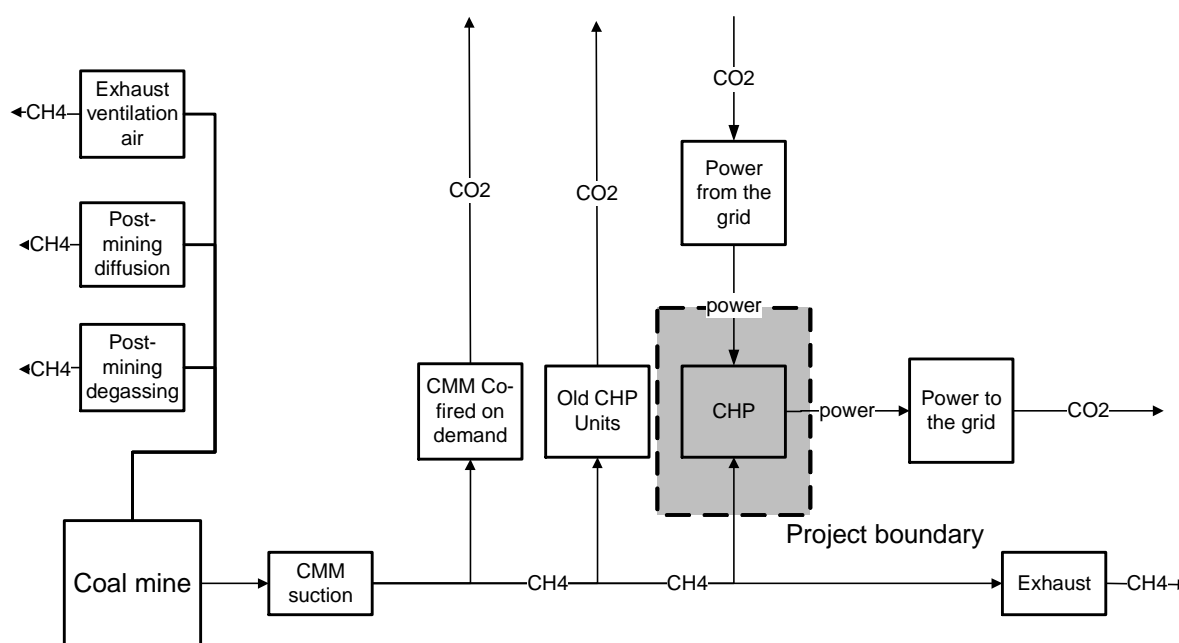 CO2
CH4
Exhaust
ventilation
air
Power
from the
grid
CO2
CO2
CH4
Post-
mining
diffusion
power
CH4
Post-
mining
degassing
CMM Co-
fired on
demand
Old CHP
Units
CHP
power
Power to
the grid
CO2
Project boundary
Coal mine
CMM
suction
CH4
CH4
Exhaust
CH4